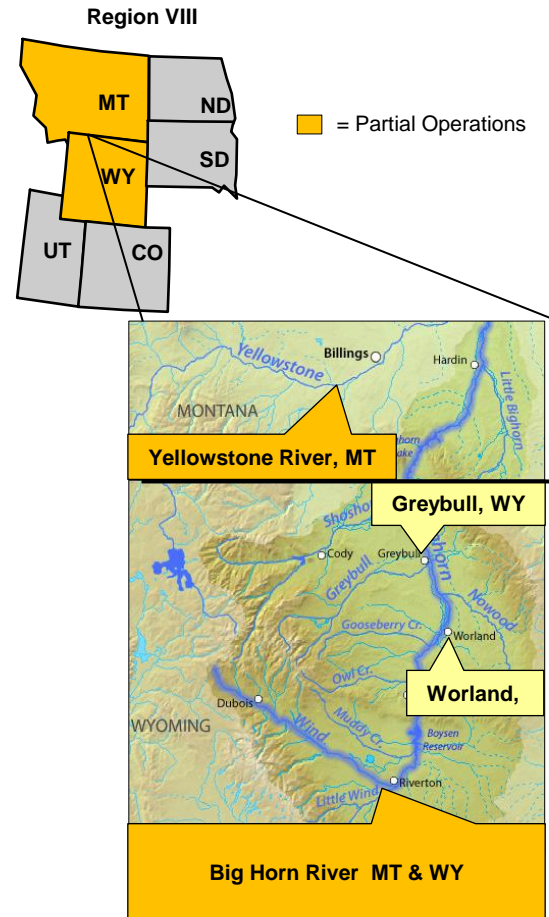 Region VIII
MT
ND
= Partial Operations
SD
WY
UT
CO
Billings
Yellowstone
Hardin
Little Bighorn
MONTANA
Yellowstone River, MT
Greybull, WY
Cody
Greybull
Greybull
Nowood
Gooseberry Cr.
Worland
Owl Cr.
Worland,
Dubois
Wind
Muddy Cr.
WYOMING
Boysen
Reservoir
Riverton
Little Wind
Big Horn River MT & WY